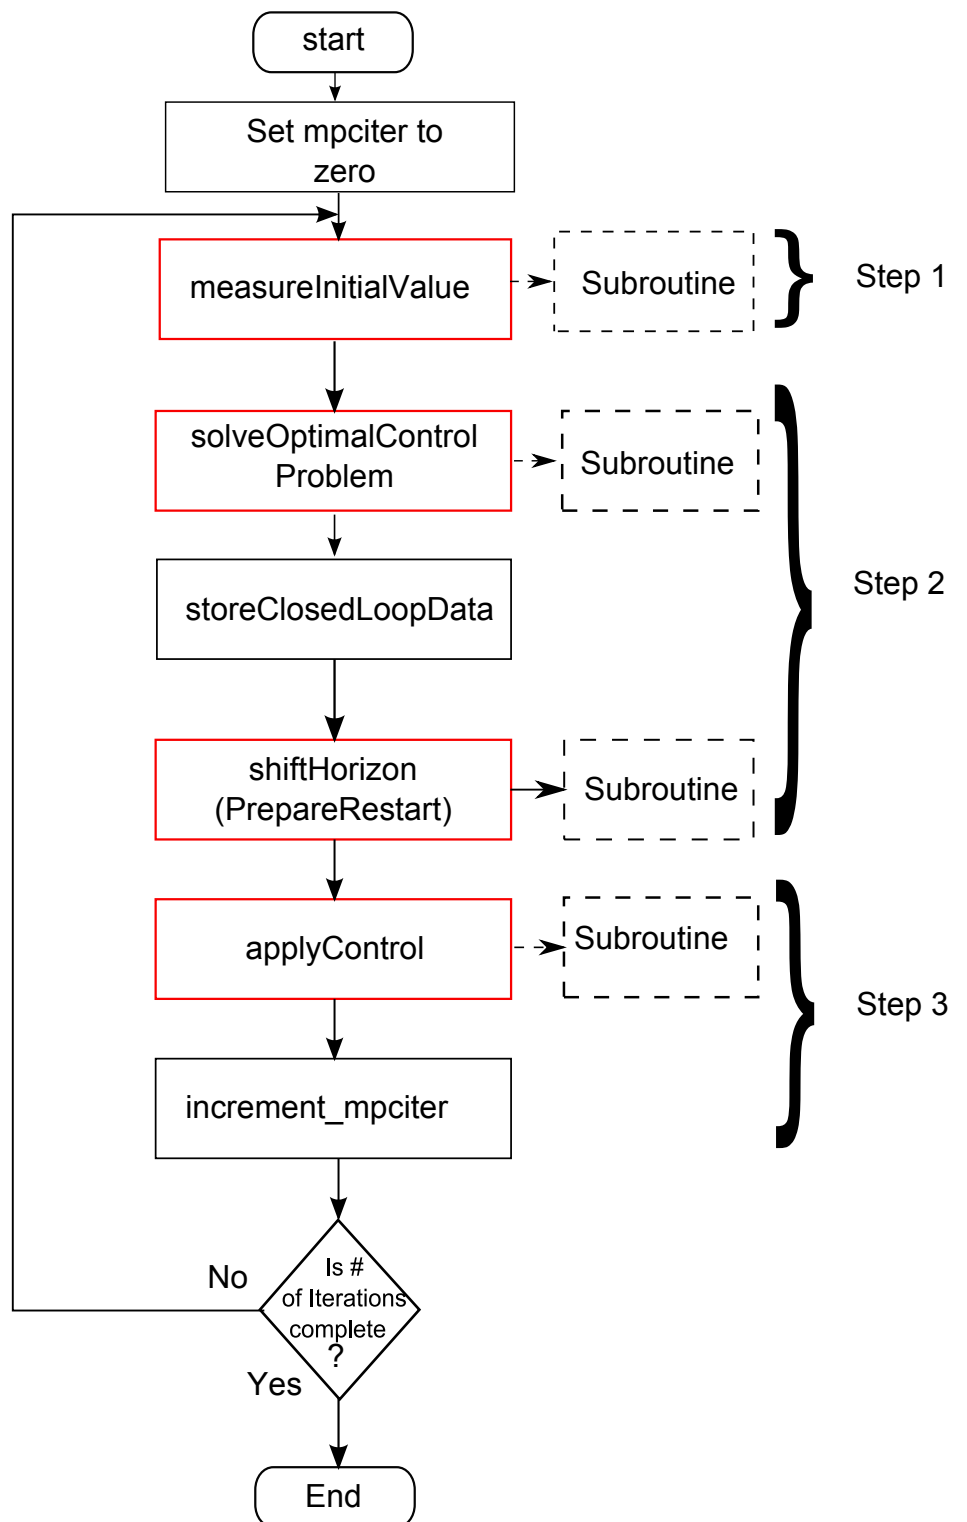 start
Set mpciter to
zero
measureInitialValue
Subroutine
Step 1
solveOptimalControl
Problem
Subroutine
storeClosedLoopData
Step 2
shiftHorizon
(PrepareRestart)
Subroutine
applyControl
Subroutine
Step 3
increment_mpciter
Is #
of Iterations
complete
?
No
Yes
End